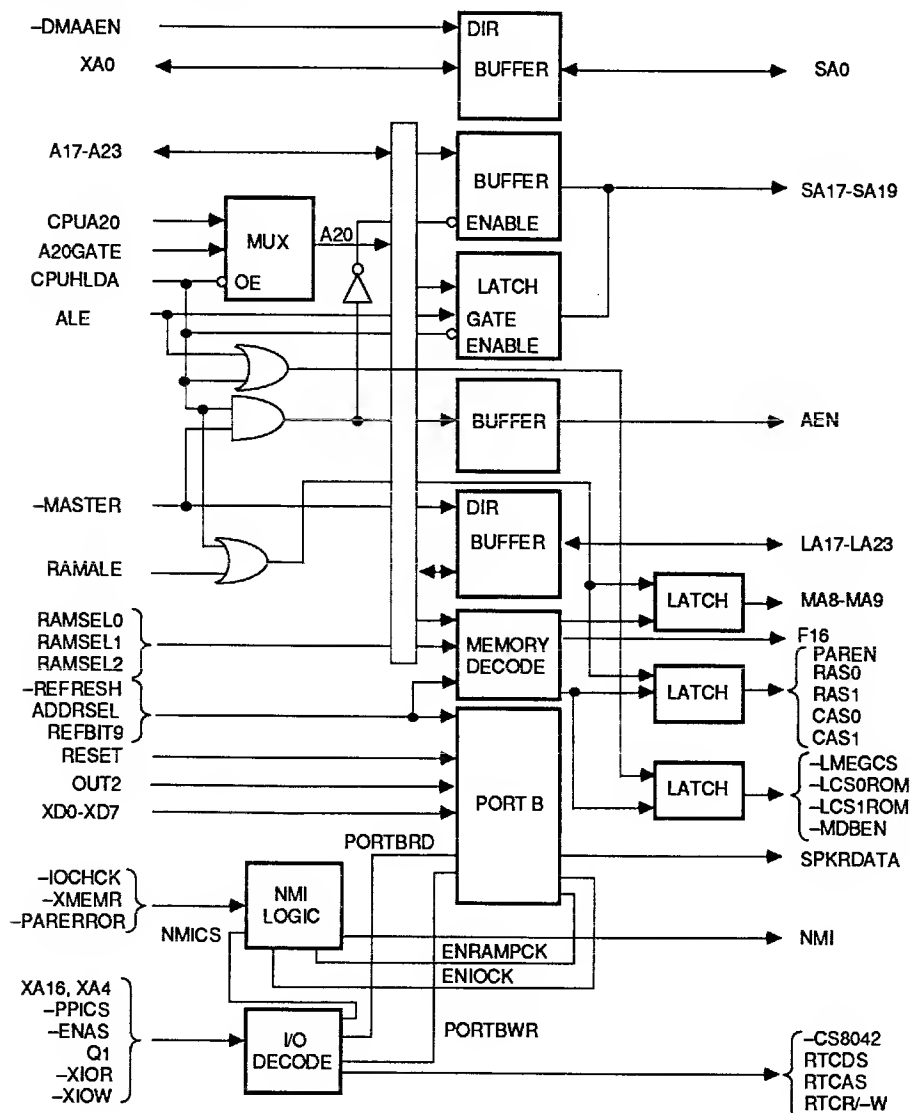 –DMAAEN
DIR
XA0
BUFFER
SA0
A17-A23
BUFFER
SA17-SA19
CPUA20
MUX
A20
ENABLE
A20GATE
CPUHLDA
OE
LATCH
ALE
GATE
ENABLE
BUFFER
AEN
–MASTER
DIR
BUFFER
LA17-LA23
RAMALE
LATCH
MA8-MA9
RAMSEL0
RAMSEL1
RAMSEL2
MEMORY
DECODE
F16
–REFRESH
ADDRSEL
REFBIT9
LATCH
PAREN
RAS0
RAS1
CAS0
CAS1
RESET
OUT2
XD0-XD7
PORT B
LATCH
–LMEGCS
–LCS0ROM
–LCS1ROM
–MDBEN
PORTBRD
SPKRDATA
–IOCHCK
–XMEMR
–PARERROR
NMI
LOGIC
NMICS
NMI
ENRAMPCK
ENIOCK
XA16, XA4
–PPICS
–ENAS
Q1
–XIOR
–XIOW
I/O
DECODE
PORTBWR
–CS8042
RTCDS
RTCAS
RTCR/–W